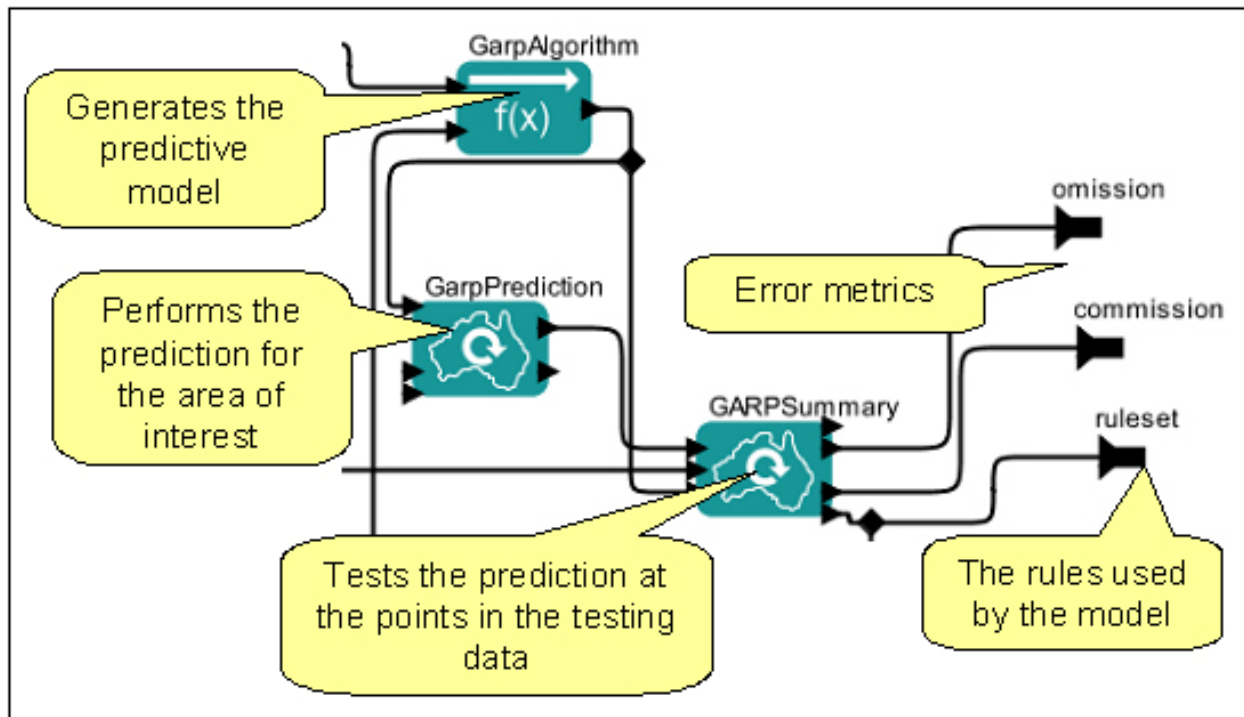 GarpAlgorithm
Generates the
predictive
model
f(x)
omission
Error metrics
GarpPrediction
Performs the
prediction for
the area of
interest
commission
GARPSummary
ruleset
Tests the prediction at
the points in the testing
data
The rules used
by the model